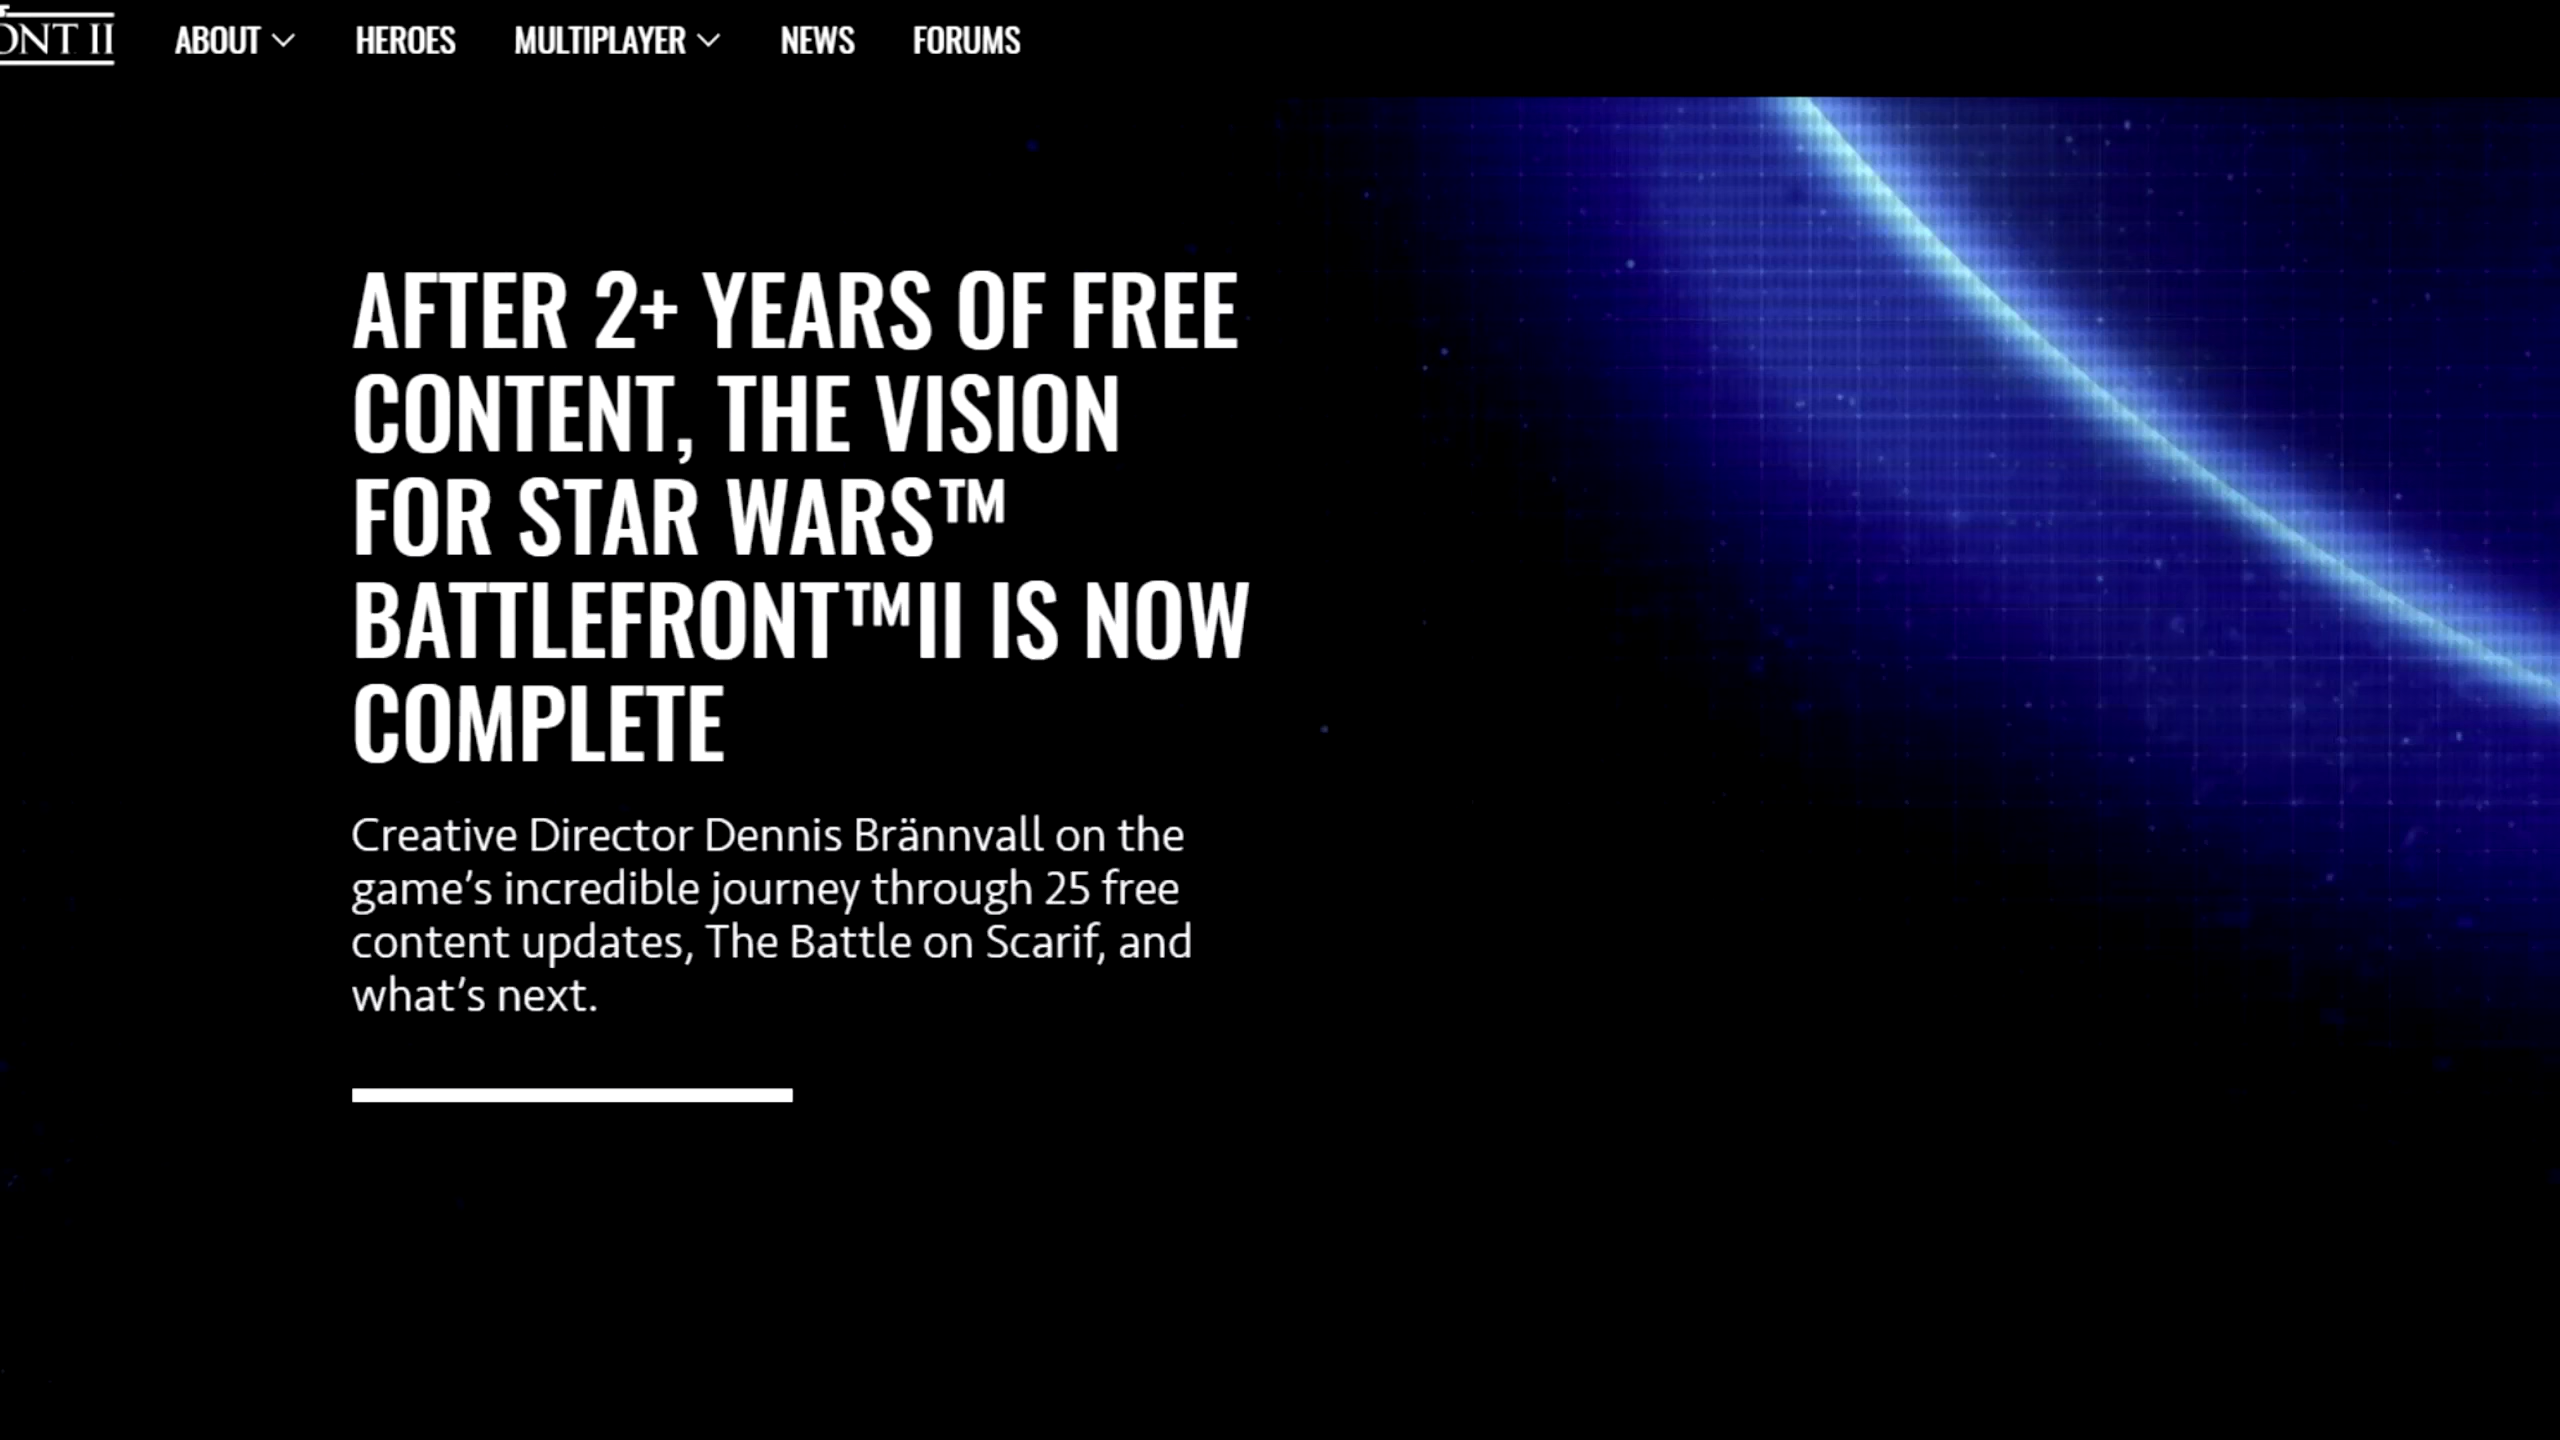 ONT II ABOUT HEROES MULTIPLAYER NEWS FORUMS
AFTER 2+ YEARS OF FREE
CONTENT, THE VISION
FOR STAR WARS™
BATTLEFRONT™II IS NOW
COMPLETE
Creative Director Dennis Brännvall on the
game’s incredible journey through 25 free
content updates, The Battle on Scarif, and
what’s next.